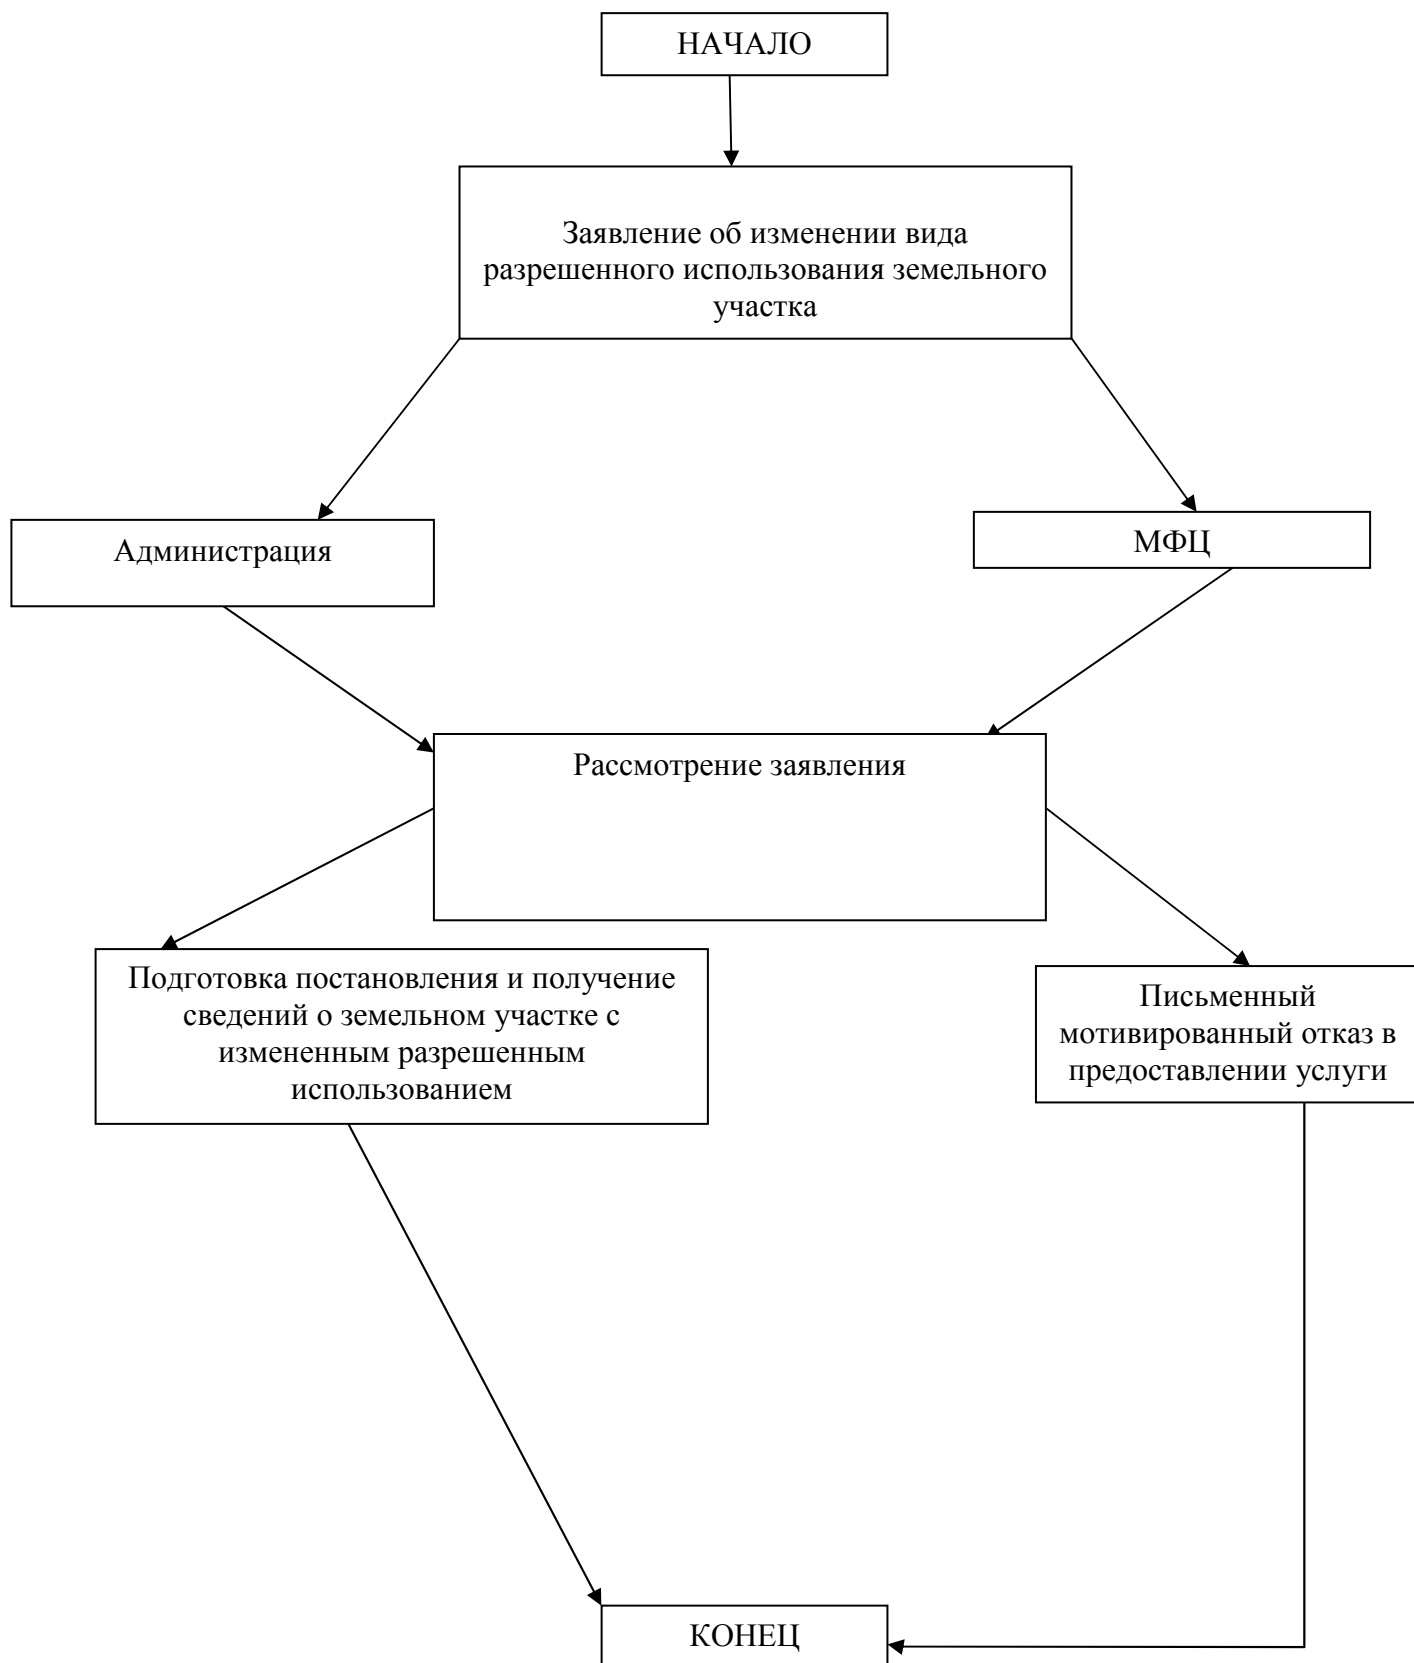 НАЧАЛО
Заявление об изменении вида
разрешенного использования земельного
участка
Администрация
МФЦ
Рассмотрение заявления
Подготовка постановления и получение
сведений о земельном участке с
измененным разрешенным
использованием
Письменный
мотивированный отказ в
предоставлении услуги
КОНЕЦ